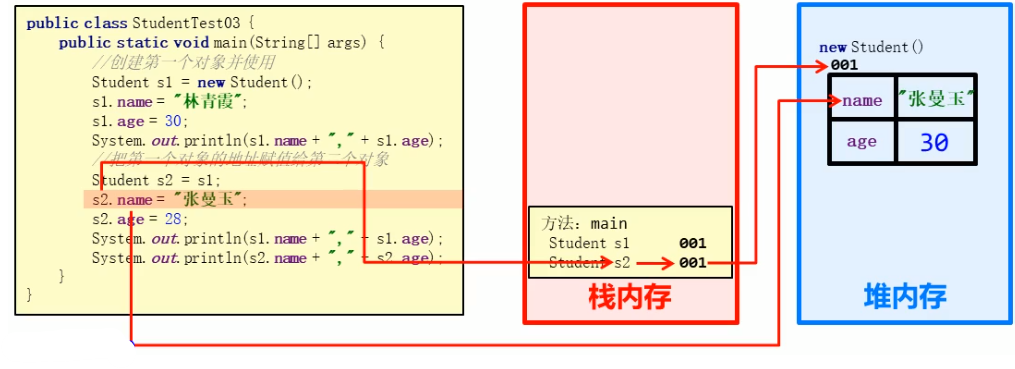 public class StudentTest03 {
public static void main(String[] args) {
//创建第一个对象并使用
Student s1 = new Student();
s1.name = "林青霞";
s1.age = 30;
System.out.println(s1.name + "," + s1.age);
//把第一个对象的地址赋值给第二个对象
Student s2 = s1;
s2.name = "张曼玉";
s2.age = 28;
System.out.println(s1.name + "," + s1.age);
System.out.println(s2.name + "," + s2.age);
}
}
方法: main
Student s1 001
Student s2 001
栈内存
new Student()
001
name "张曼玉"
age 30
堆内存